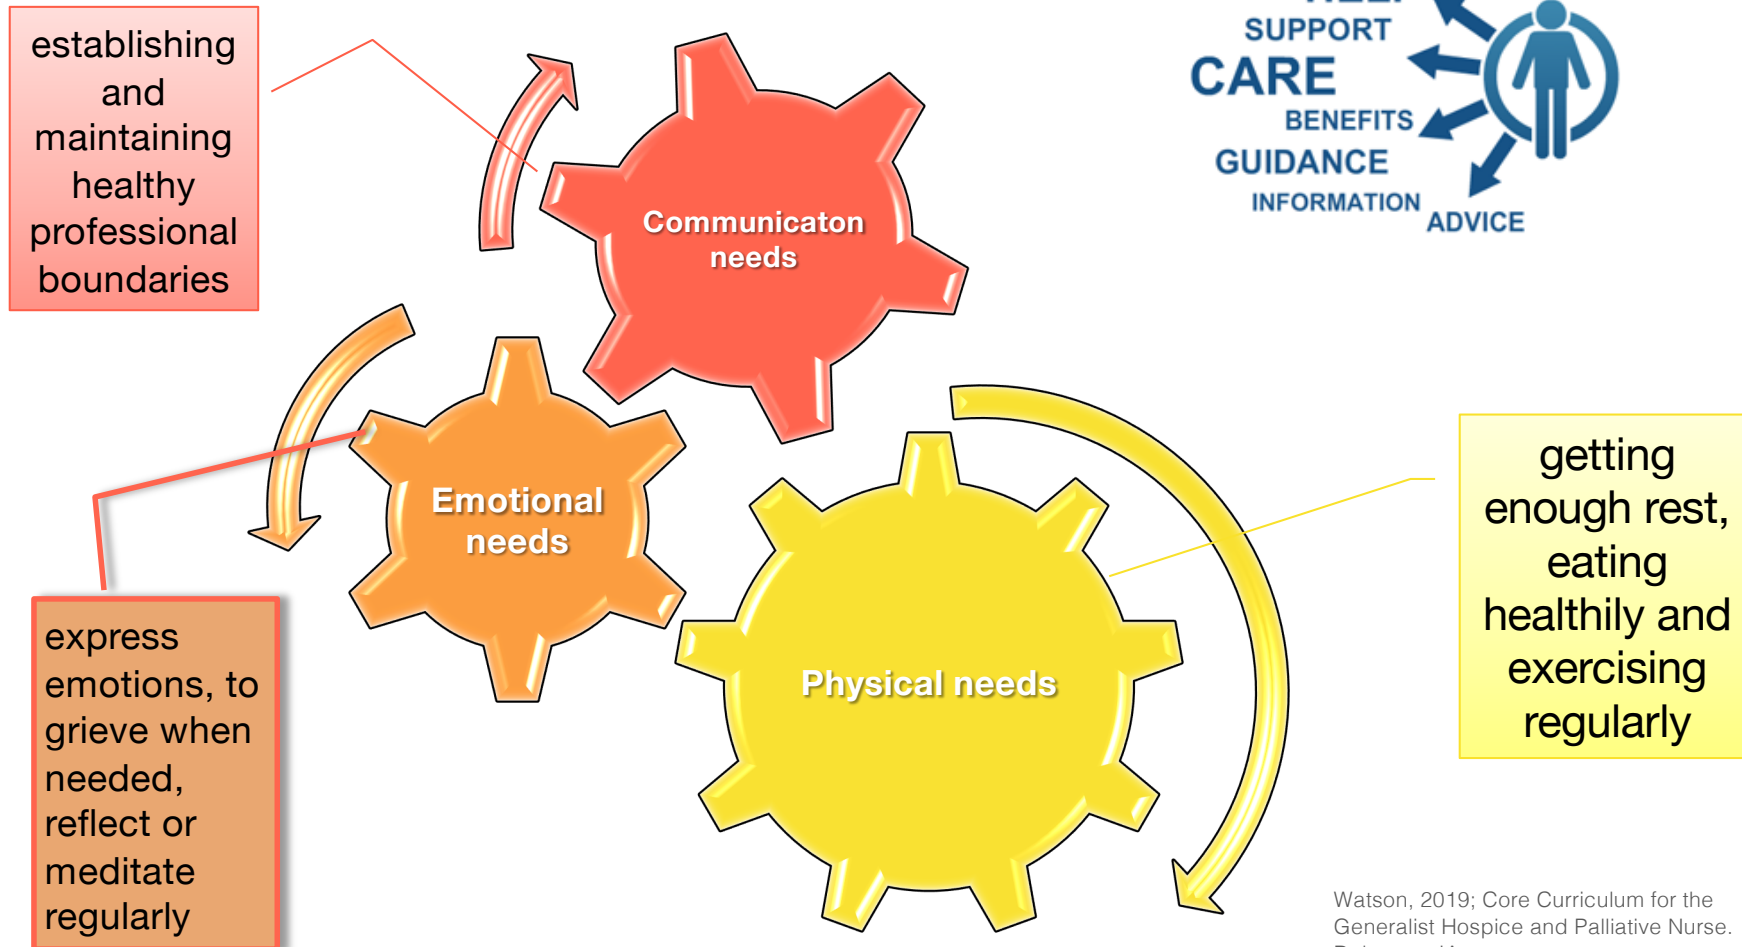 establishing
and
maintaining
healthy
professional
boundaries
SUPPORT
CARE
BENEFITS
GUIDANCE
INFORMATION
ADVICE
Communicaton
needs
Emotional
needs
Physical needs
express
emotions, to
grieve when
needed,
reflect or
meditate
regularly
getting
enough rest,
eating
healthily and
exercising
regularly
Watson, 2019; Core Curriculum for the
Generalist Hospice and Palliative Nurse.